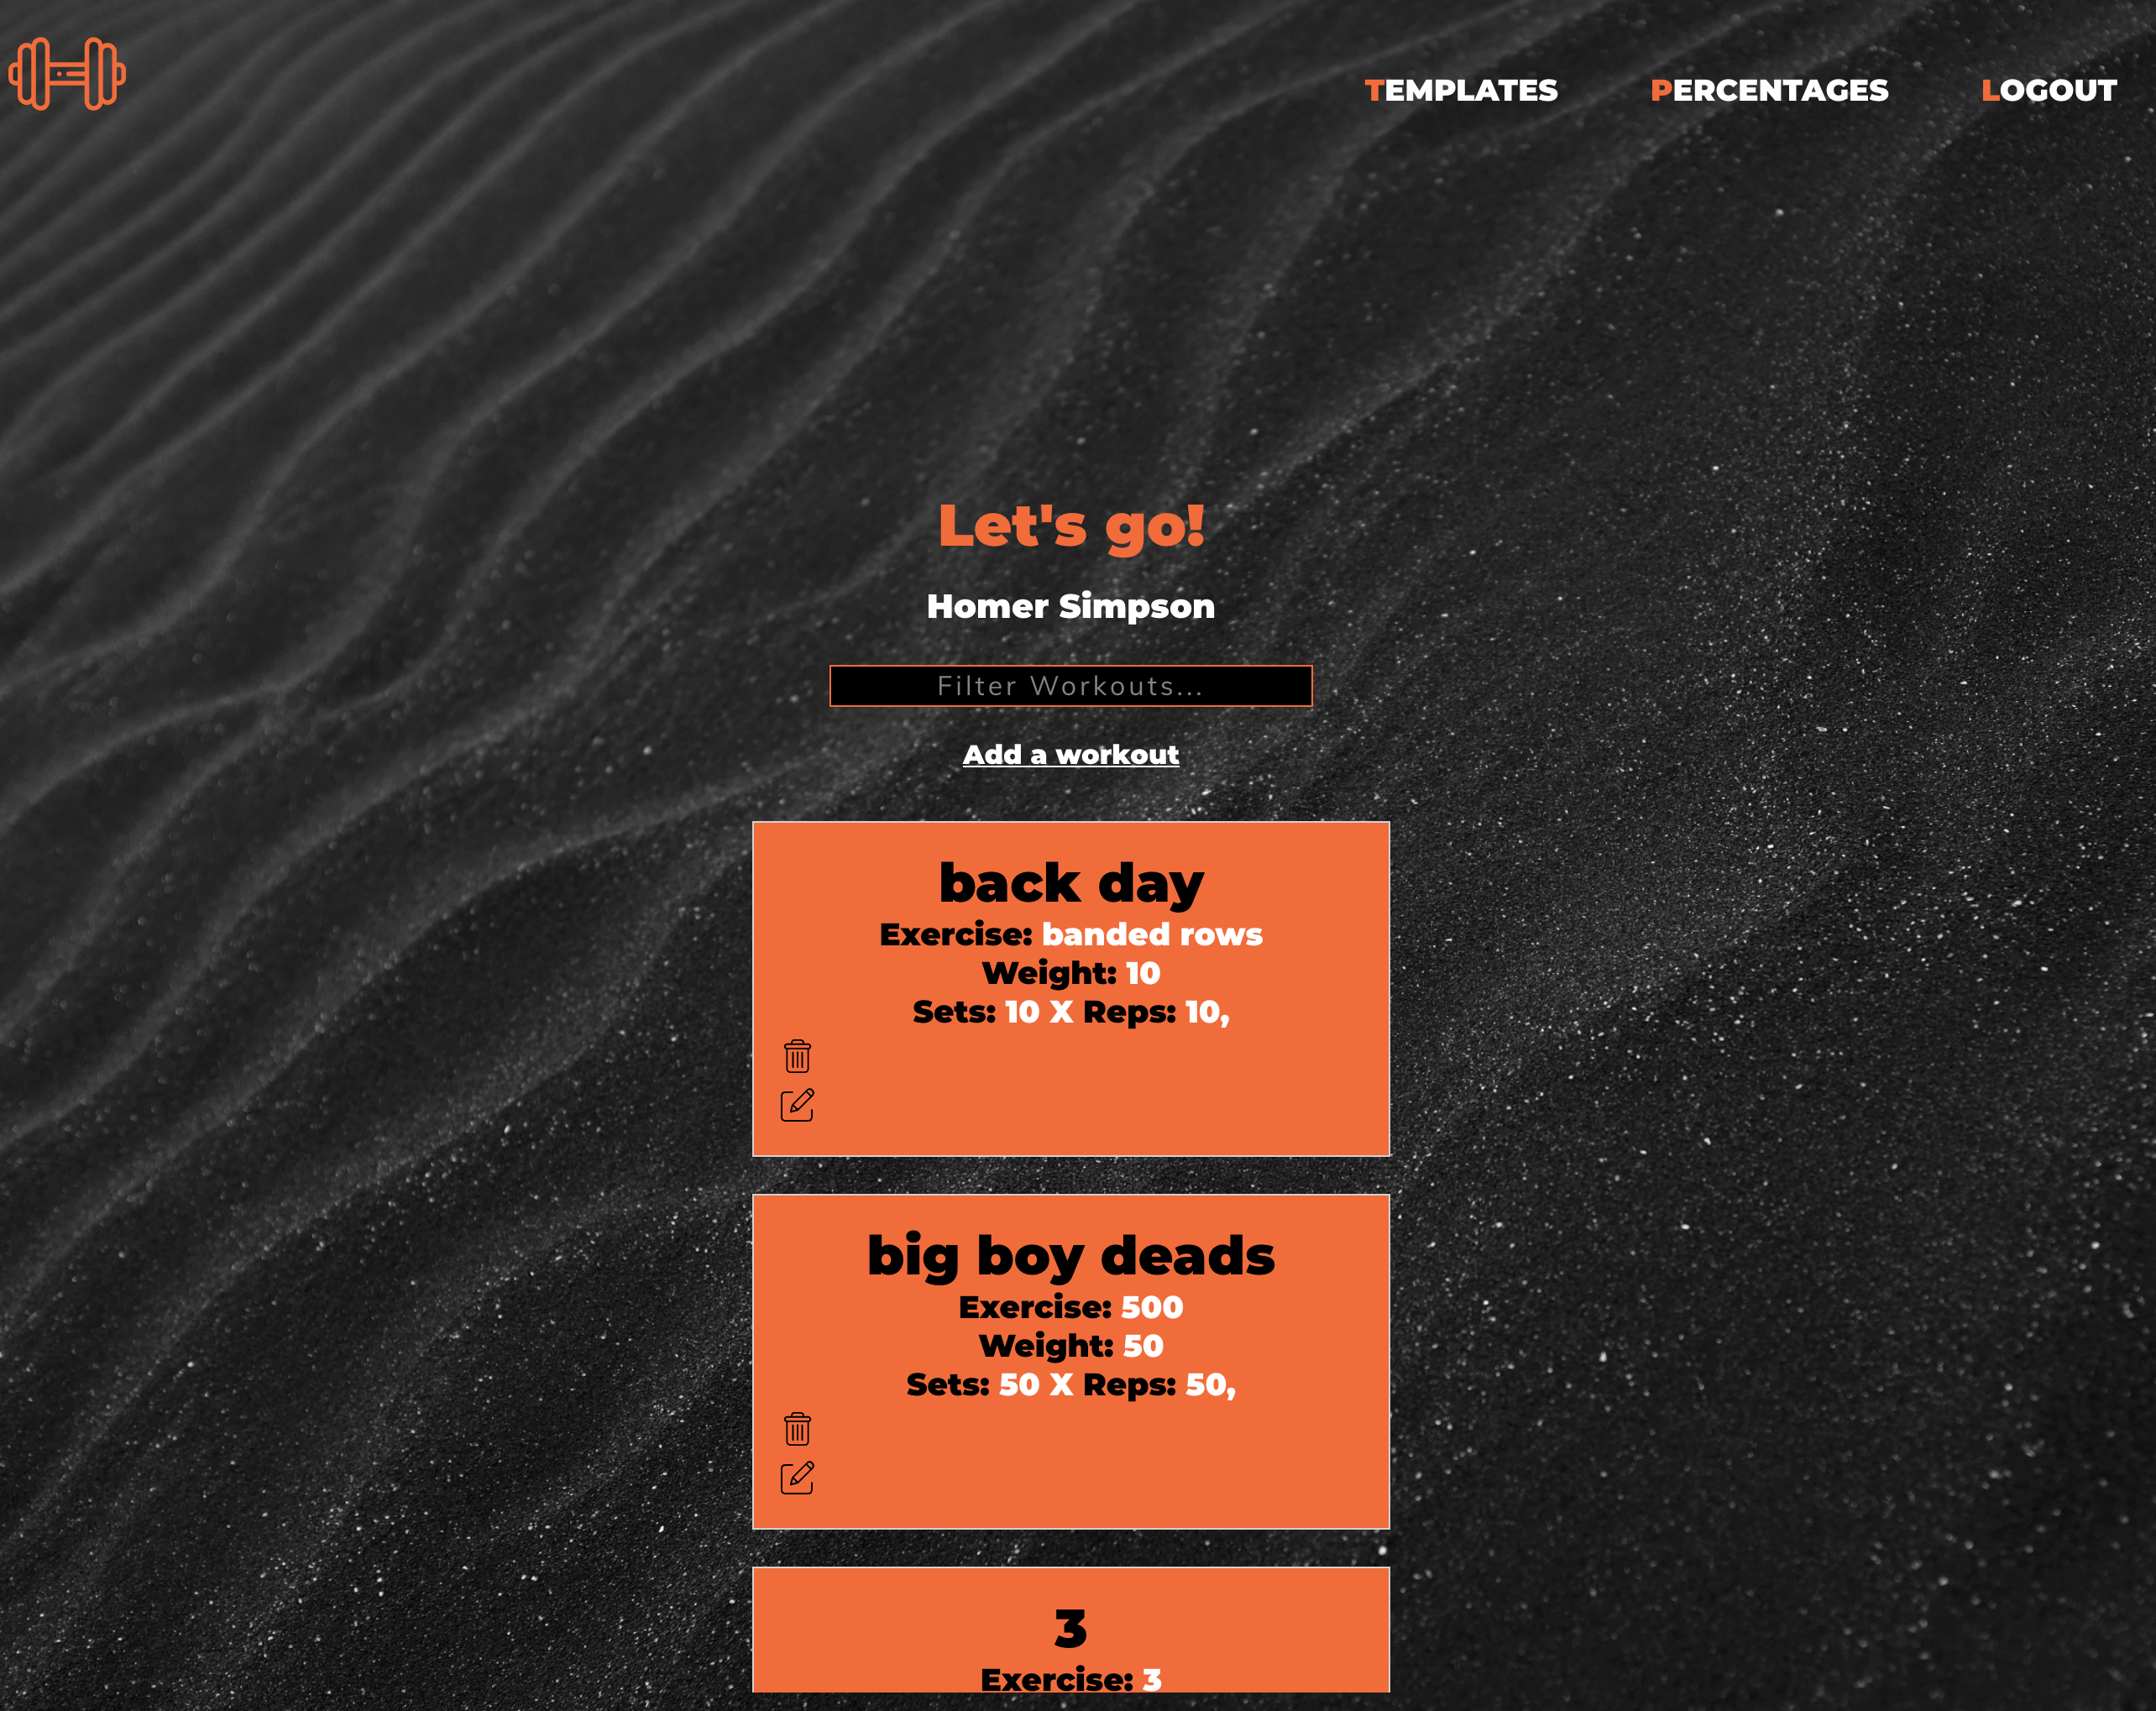 TEMPLATES PERCENTAGES LOGOUT
Let's go!
Homer Simpson
Filter Workouts...
Add a workout
back day
Exercise: banded rows
Weight: 10
Sets: 10 X Reps: 10,
big boy deads
Exercise: 500
Weight: 50
Sets: 50 X Reps: 50,
3
Exercise: 3